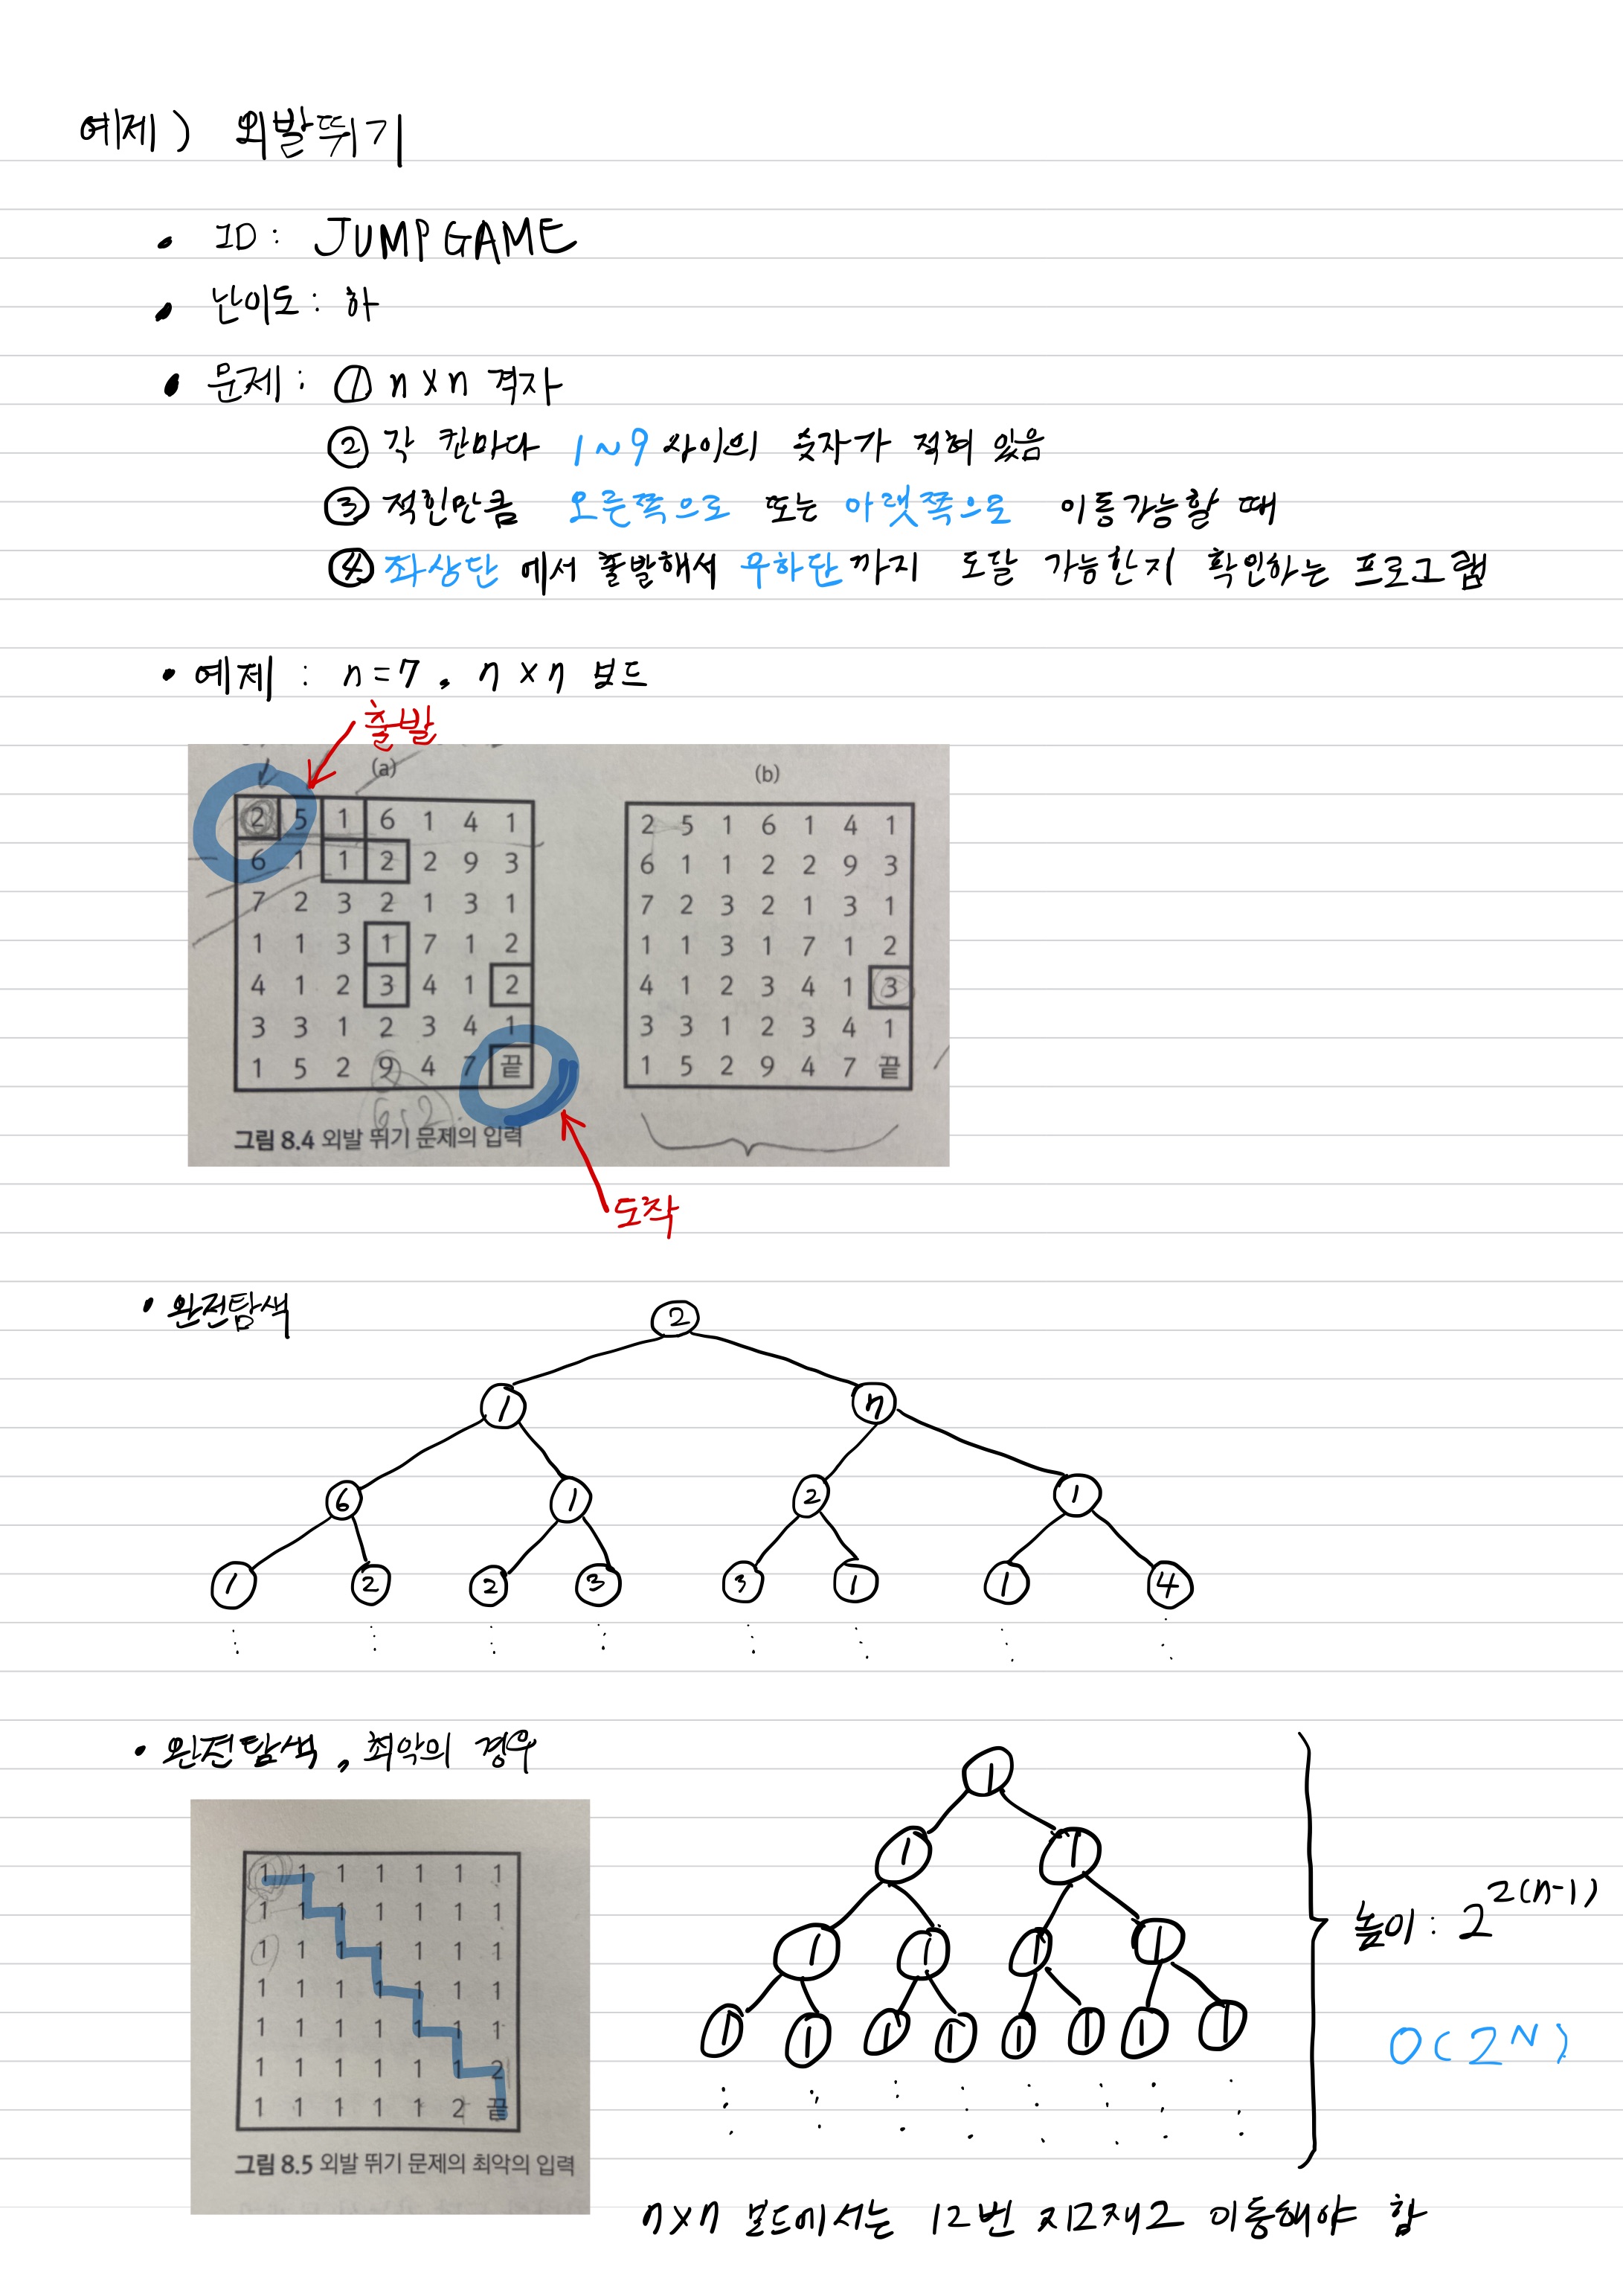 예제) 외발뛰기
• ID: JUMPGAME
• 난이도: 하
• 문제: ① n×n 격자
② 각 칸마다 1~9 사이의 숫자가 적혀 있음
③ 적힌만큼 오른쪽으로 또는 아랫쪽으로 이동가능할 때
④ 좌상단에서 출발해서 우하단까지 도달 가능한지 확인하는 프로그램
• 예제 : n=7. n×n 보드
출발
(a)
2 5 1 6 1 4 1
6 1 1 2 2 9 3
7 2 3 2 1 3 1
1 1 3 1 7 1 2
4 1 2 3 4 1 2
3 3 1 2 3 4 1
1 5 2 9 4 7 끝
(b)
2 5 1 6 1 4 1
6 1 1 2 2 9 3
7 2 3 2 1 3 1
1 1 3 1 7 1 2
4 1 2 3 4 1 3
3 3 1 2 3 4 1
1 5 2 9 4 7 끝
그림 8.4 외발 뛰기 문제의 입력
도착
• 완전탐색
2
1 7
6 1 2 1
1 2 2 3 3 1 1 4
• 완전탐색, 최악의 경우
1 1 1 1 1 1 1
1 1 1 1 1 1 1
1 1 1 1 1 1 1
1 1 1 1 1 1 1
1 1 1 1 1 1 1
1 1 1 1 1 1 2
1 1 1 1 1 2 끝
그림 8.5 외발 뛰기 문제의 최악의 입력
1
1 1
1 1 1 1
1 1 1 1 1 1 1 1
높이 : 2^2(n-1)
O(2^N)
n×n 보드에서는 12번 지그재그 이동해야 함